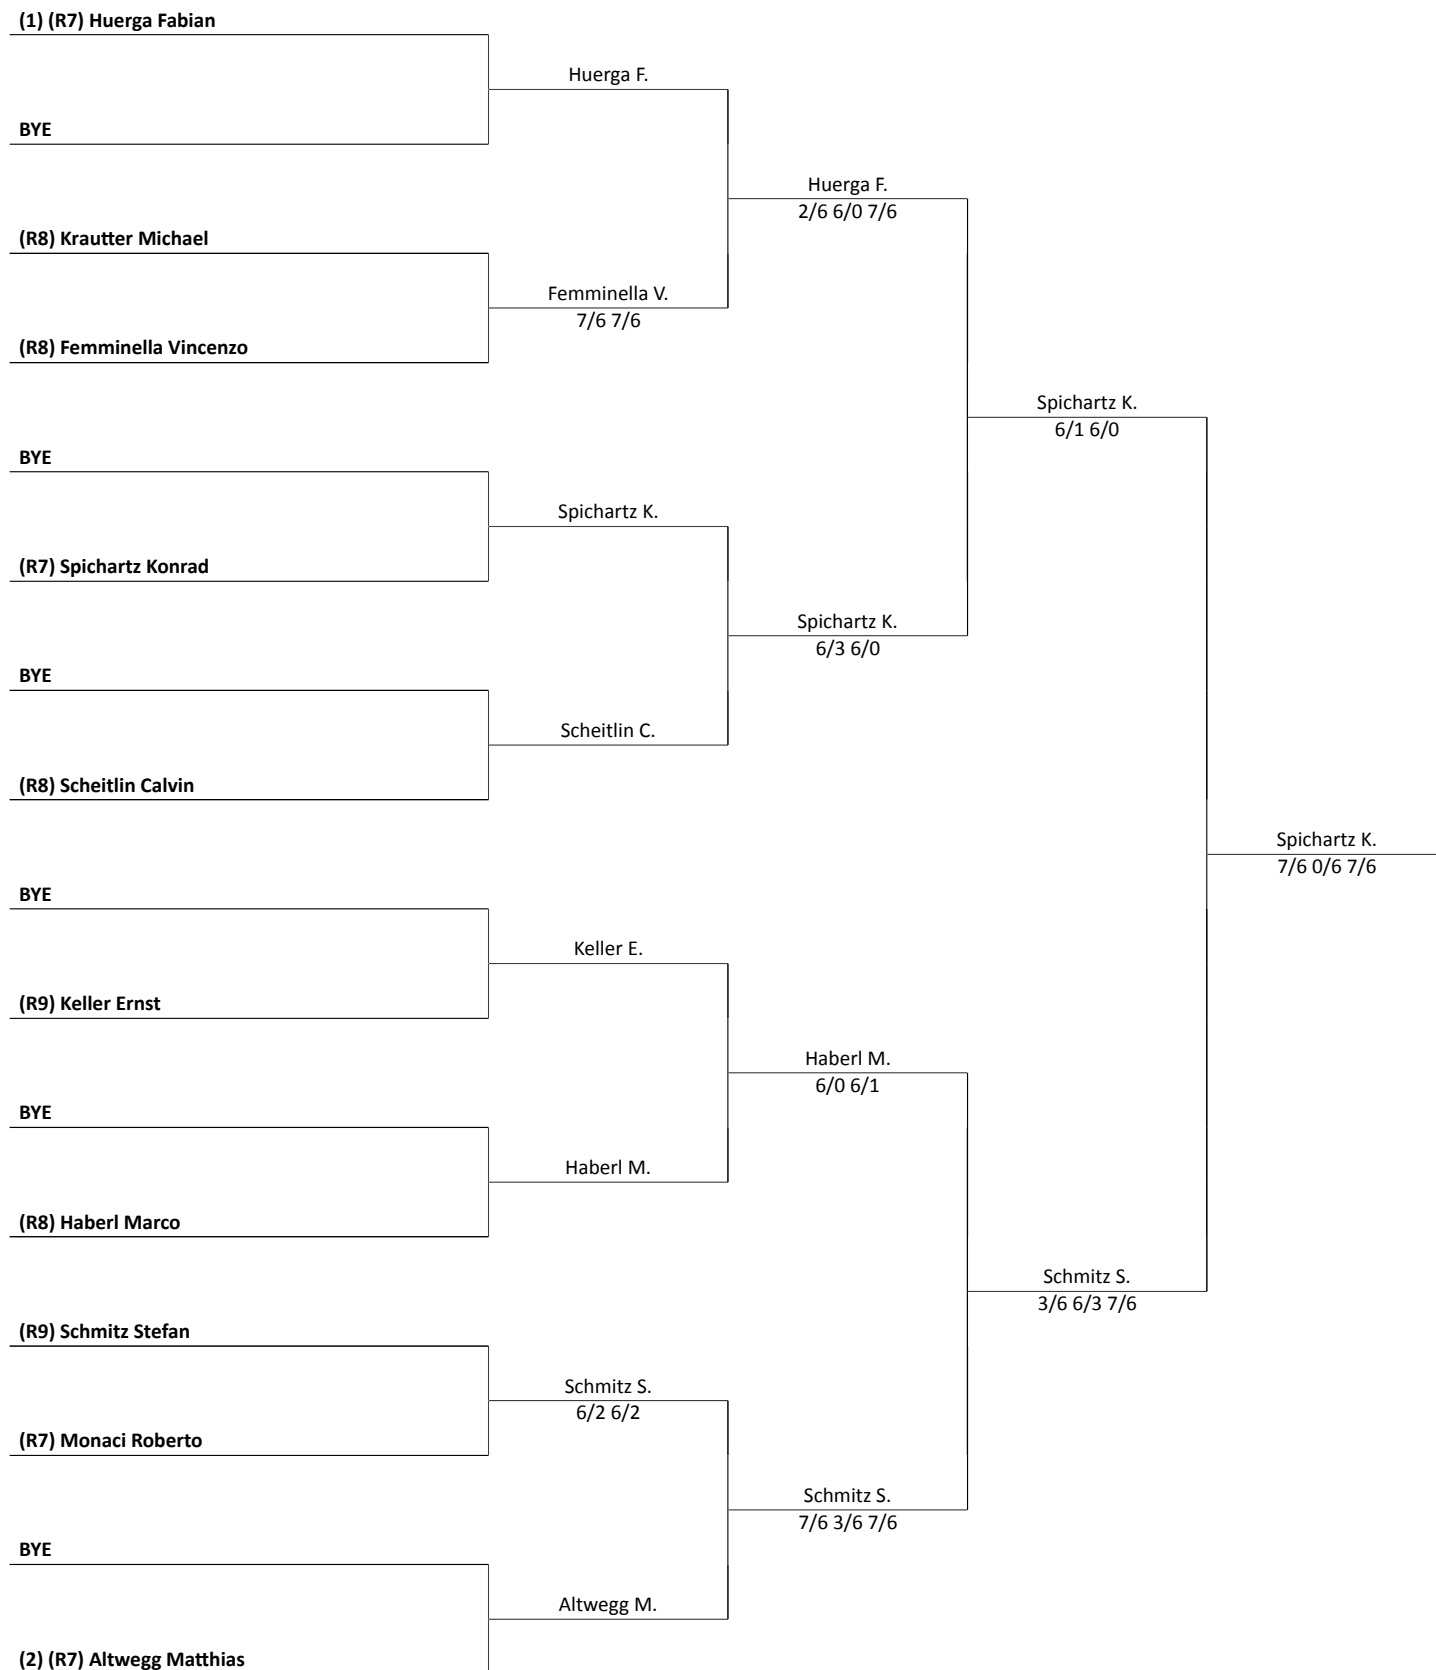 (1) (R7) Huerga Fabian
Huerga F.
BYE
Huerga F.
2/6 6/0 7/6
(R8) Krautter Michael
Femminella V.
7/6 7/6
(R8) Femminella Vincenzo
Spichartz K.
6/1 6/0
BYE
Spichartz K.
(R7) Spichartz Konrad
Spichartz K.
6/3 6/0
BYE
Scheitlin C.
(R8) Scheitlin Calvin
Spichartz K.
7/6 0/6 7/6
BYE
Keller E.
(R9) Keller Ernst
Haberl M.
6/0 6/1
BYE
Haberl M.
(R8) Haberl Marco
Schmitz S.
3/6 6/3 7/6
(R9) Schmitz Stefan
Schmitz S.
6/2 6/2
(R7) Monaci Roberto
Schmitz S.
7/6 3/6 7/6
BYE
Altwegg M.
(2) (R7) Altwegg Matthias